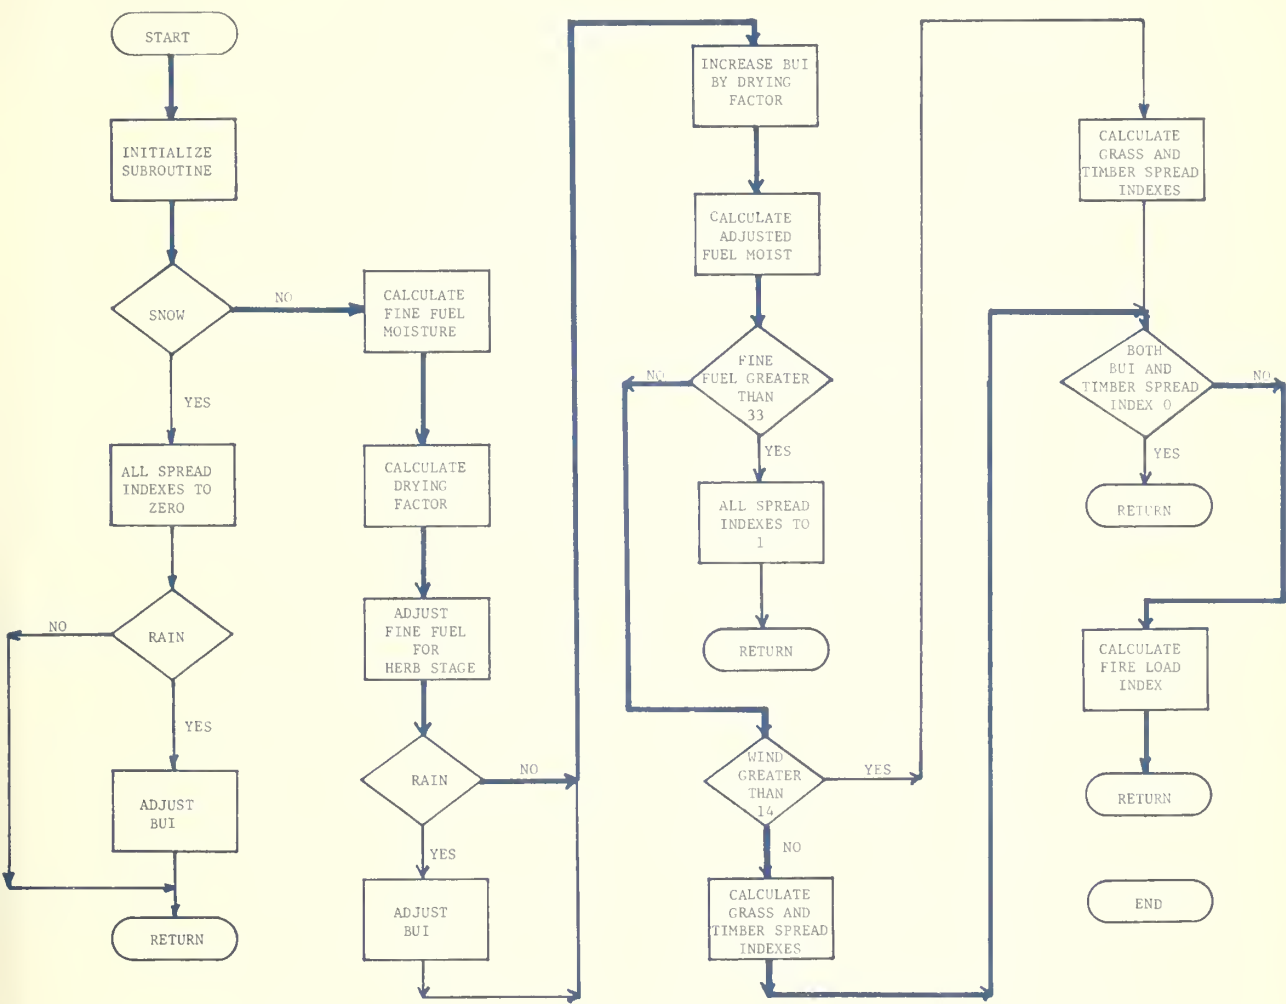 START
INITIALIZE
SUBROUTINE
SNOW
NO
YES
ALL SPREAD
INDEXES TO
ZERO
RAIN
NO
YES
ADJUST
BUI
RETURN
CALCULATE
FINE FUEL
MOISTURE
CALCULATE
DRYING
FACTOR
ADJUST
FINE FUEL
FOR
HERB STAGE
RAIN
NO
YES
ADJUST
BUI
INCREASE BUI
BY DRYING
FACTOR
CALCULATE
ADJUSTED
FUEL MOIST
FINE
FUEL GREATER
THAN
33
NO
YES
ALL SPREAD
INDEXES TO
1
RETURN
WIND
GREATER
THAN
14
YES
NO
CALCULATE
GRASS AND
TIMBER SPREAD
INDEXES
CALCULATE
GRASS AND
TIMBER SPREAD
INDEXES
BOTH
BUI AND
TIMBER SPREAD
INDEX 0
NO
YES
RETURN
CALCULATE
FIRE LOAD
INDEX
RETURN
END